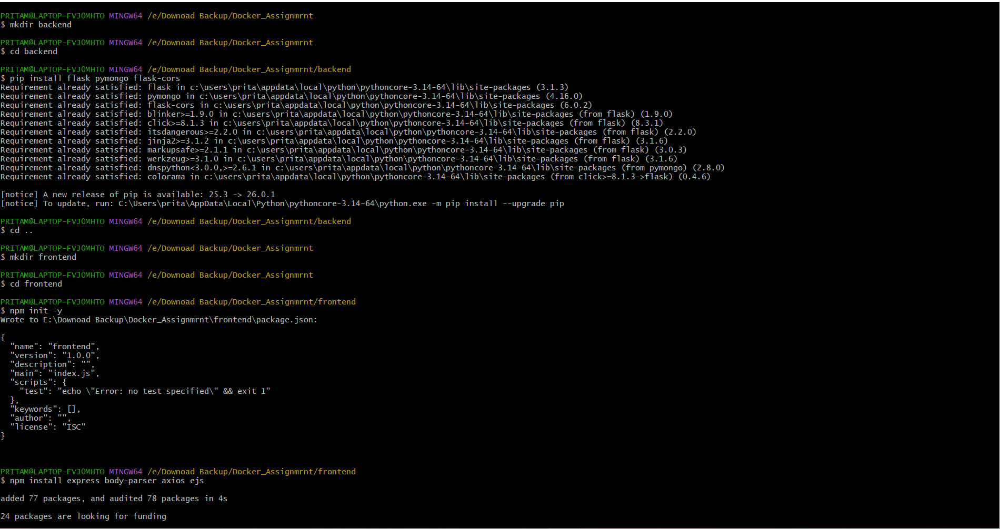 PRITAM@LAPTOP-FVJ0MHTO MINGW64 /e/Downoad Backup/Docker_Assignmrnt
$ mkdir backend
PRITAM@LAPTOP-FVJ0MHTO MINGW64 /e/Downoad Backup/Docker_Assignmrnt
$ cd backend
PRITAM@LAPTOP-FVJ0MHTO MINGW64 /e/Downoad Backup/Docker_Assignmrnt/backend
$ pip install flask pymongo flask-cors
Requirement already satisfied: flask in c:\users\prita\appdata\local\python\pythoncore-3.14-64\lib\site-packages (3.1.3)
Requirement already satisfied: pymongo in c:\users\prita\appdata\local\python\pythoncore-3.14-64\lib\site-packages (4.16.0)
Requirement already satisfied: flask-cors in c:\users\prita\appdata\local\python\pythoncore-3.14-64\lib\site-packages (6.0.2)
Requirement already satisfied: blinker>=1.9.0 in c:\users\prita\appdata\local\python\pythoncore-3.14-64\lib\site-packages (from flask) (1.9.0)
Requirement already satisfied: click>=8.1.3 in c:\users\prita\appdata\local\python\pythoncore-3.14-64\lib\site-packages (from flask) (8.3.1)
Requirement already satisfied: itsdangerous>=2.2.0 in c:\users\prita\appdata\local\python\pythoncore-3.14-64\lib\site-packages (from flask) (2.2.0)
Requirement already satisfied: jinja2>=3.1.2 in c:\users\prita\appdata\local\python\pythoncore-3.14-64\lib\site-packages (from flask) (3.1.6)
Requirement already satisfied: markupsafe>=2.1.1 in c:\users\prita\appdata\local\python\pythoncore-3.14-64\lib\site-packages (from flask) (3.0.3)
Requirement already satisfied: werkzeug>=3.1.0 in c:\users\prita\appdata\local\python\pythoncore-3.14-64\lib\site-packages (from flask) (3.1.6)
Requirement already satisfied: dnspython<3.0.0,>=2.6.1 in c:\users\prita\appdata\local\python\pythoncore-3.14-64\lib\site-packages (from pymongo) (2.8.0)
Requirement already satisfied: colorama in c:\users\prita\appdata\local\python\pythoncore-3.14-64\lib\site-packages (from click>=8.1.3->flask) (0.4.6)
[notice] A new release of pip is available: 25.3 -> 26.0.1
[notice] To update, run: C:\Users\prita\AppData\Local\Python\pythoncore-3.14-64\python.exe -m pip install --upgrade pip
PRITAM@LAPTOP-FVJ0MHTO MINGW64 /e/Downoad Backup/Docker_Assignmrnt/backend
$ cd ..
PRITAM@LAPTOP-FVJ0MHTO MINGW64 /e/Downoad Backup/Docker_Assignmrnt
$ mkdir frontend
PRITAM@LAPTOP-FVJ0MHTO MINGW64 /e/Downoad Backup/Docker_Assignmrnt
$ cd frontend
PRITAM@LAPTOP-FVJ0MHTO MINGW64 /e/Downoad Backup/Docker_Assignmrnt/frontend
$ npm init -y
Wrote to E:\Downoad Backup\Docker_Assignmrnt\frontend\package.json:
{
  "name": "frontend",
  "version": "1.0.0",
  "description": "",
  "main": "index.js",
  "scripts": {
    "test": "echo \"Error: no test specified\" && exit 1"
  },
  "keywords": [],
  "author": "",
  "license": "ISC"
}
PRITAM@LAPTOP-FVJ0MHTO MINGW64 /e/Downoad Backup/Docker_Assignmrnt/frontend
$ npm install express body-parser axios ejs
added 77 packages, and audited 78 packages in 4s
24 packages are looking for funding